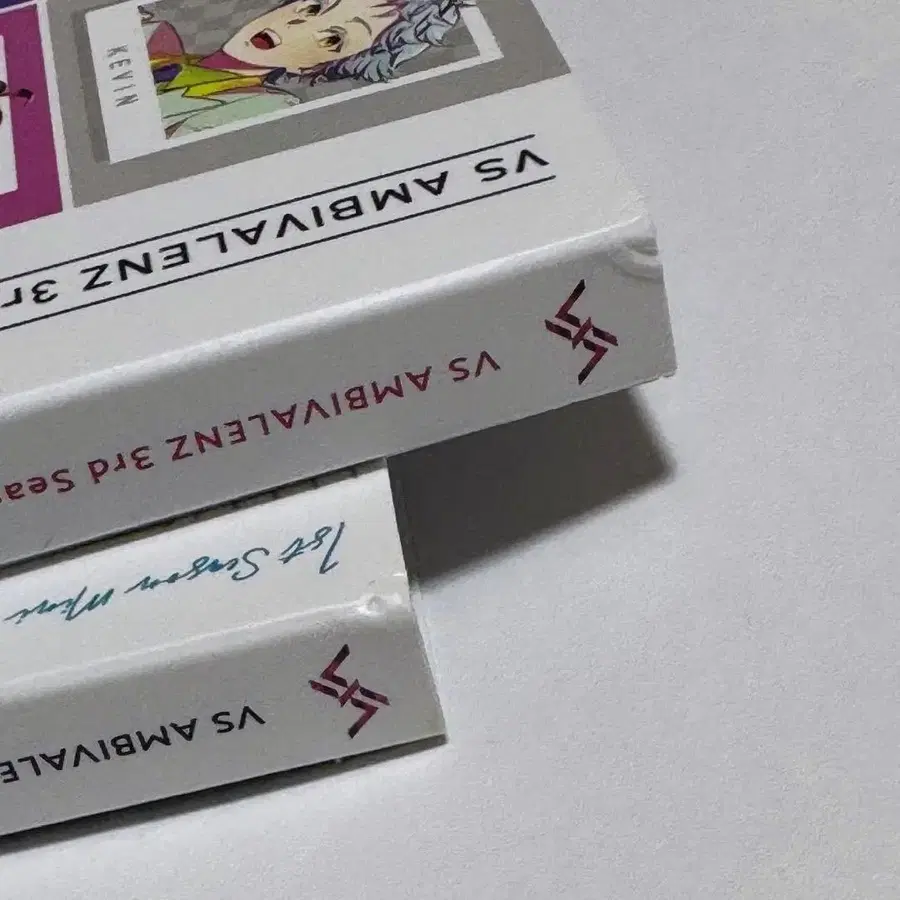 KEVIN
VS AMBIVALENZ 3r
VS AMBIVALENZ 3rd Sea
1st Season Mini
VS AMBIVALE